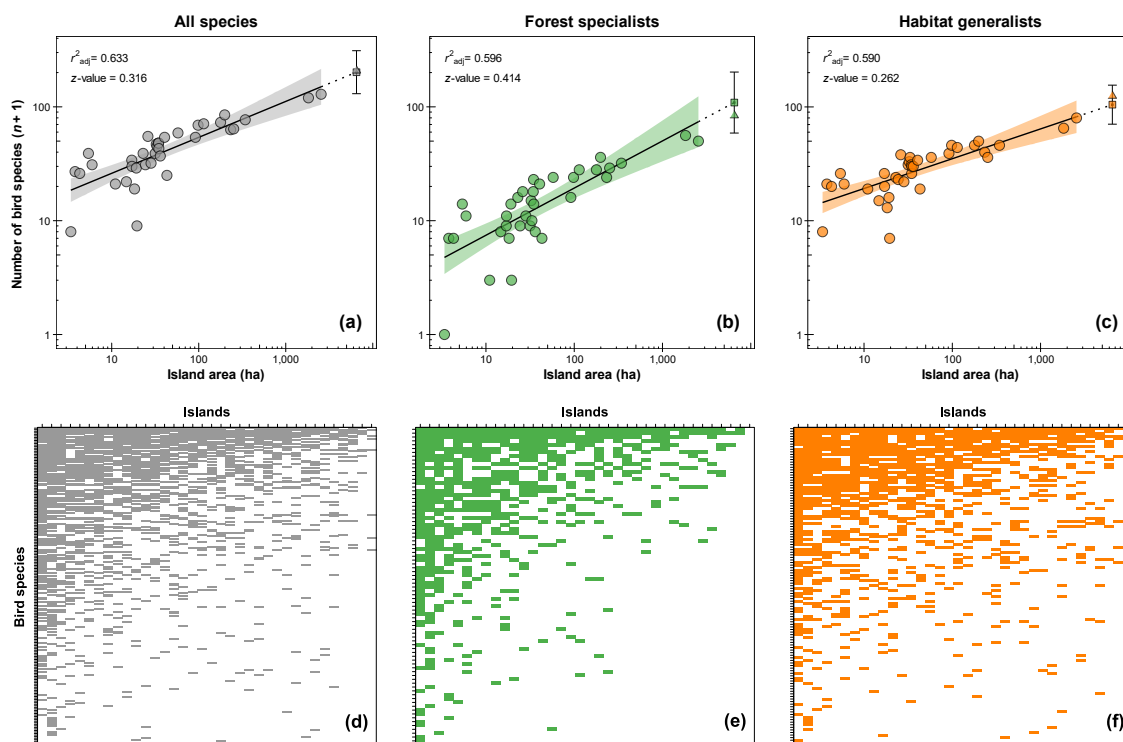 All species
Forest specialists
Habitat generalists
Number of bird species (n + 1)
100
10
1
r²adj = 0.633
z-value = 0.316
(a)
10
100
1,000
Island area (ha)
100
10
1
r²adj = 0.596
z-value = 0.414
(b)
10
100
1,000
Island area (ha)
100
10
1
r²adj = 0.590
z-value = 0.262
(c)
10
100
1,000
Island area (ha)
Islands
Islands
Islands
Bird species
(d)
(e)
(f)